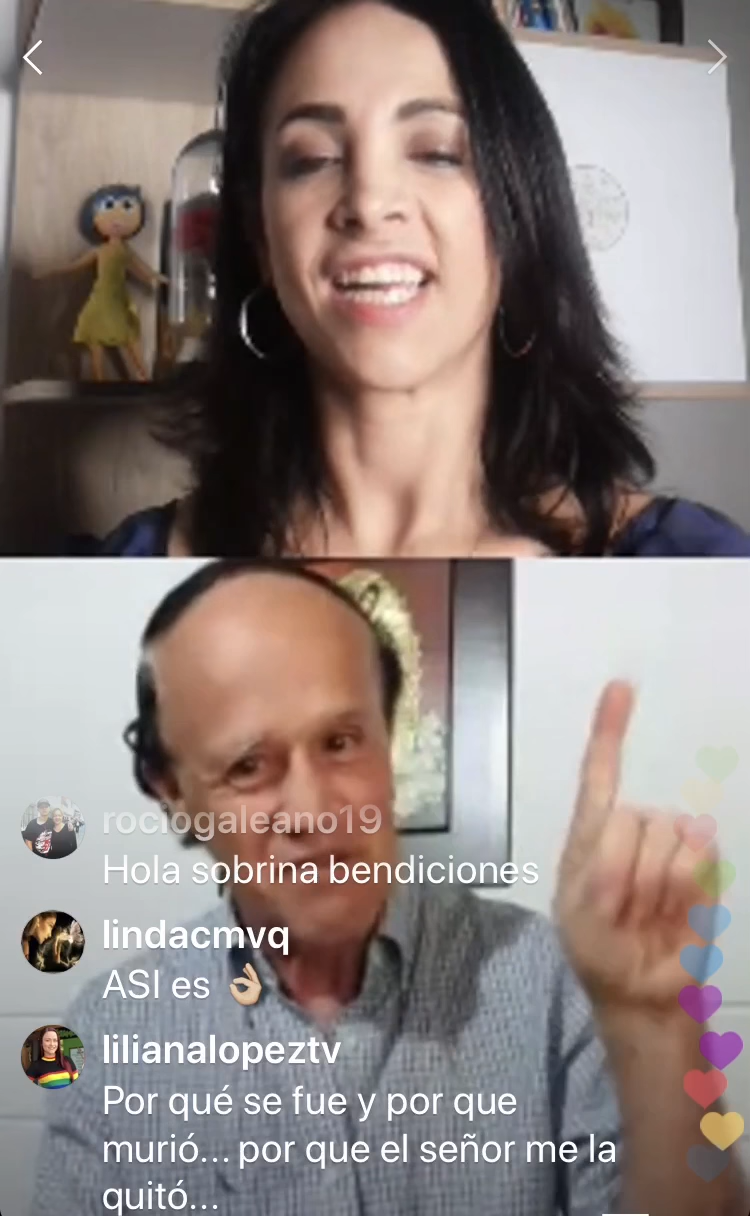 rociogaleano19
Hola sobrina bendiciones
lindacmvq
ASI es 👌🏼
lilianalopeztv
Por qué se fue y por que
murió... por que el señor me la
quitó...